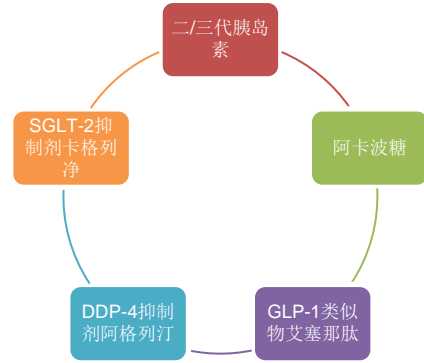 二/三代胰岛
素
阿卡波糖
GLP-1类似
物艾塞那肽
DDP-4抑制
剂阿格列汀
SGLT-2抑
制剂卡格列
净